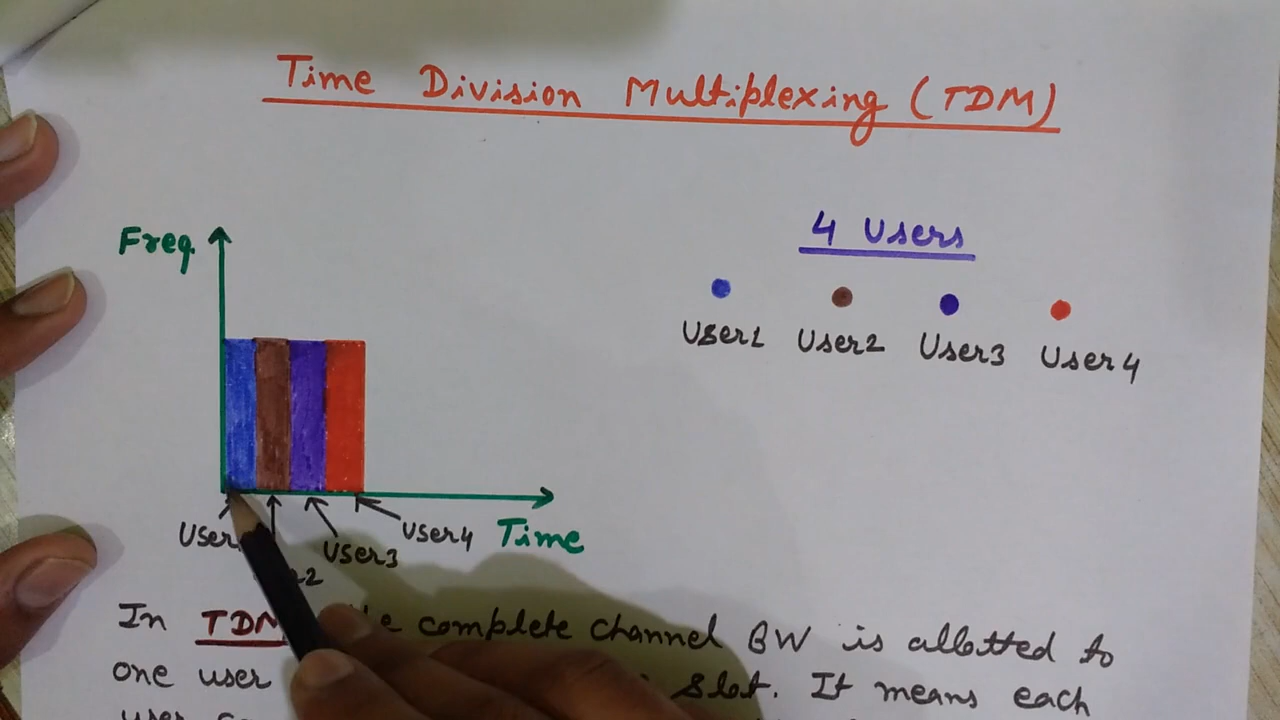 Time Division Multiplexing (TDM)
4 Users
Freq.
User1 User2 User3 User4
User4 Time
User3
In TDM complete channel BW is allotted to
one user Slot. It means each
user